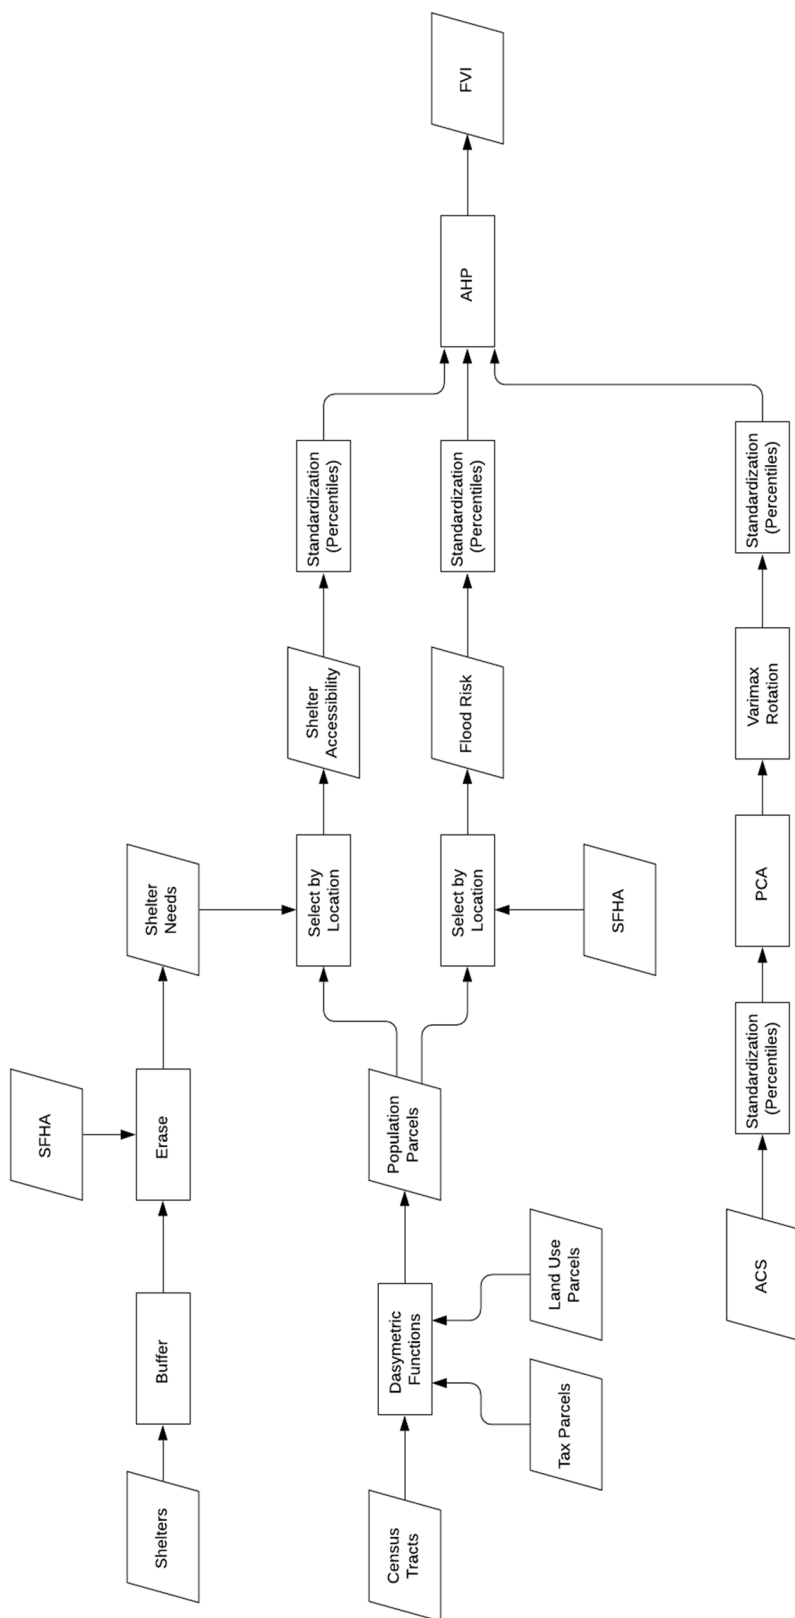 SFHA
Shelters
Buffer
Erase
Shelter
Needs
Census
Tracts
Dasymetric
Functions
Population
Parcels
Tax Parcels
Land Use
Parcels
Select by
Location
Shelter
Accessibility
Standardization
(Percentiles)
Select by
Location
Flood Risk
Standardization
(Percentiles)
SFHA
AHP
FVI
ACS
Standardization
(Percentiles)
PCA
Varimax
Rotation
Standardization
(Percentiles)